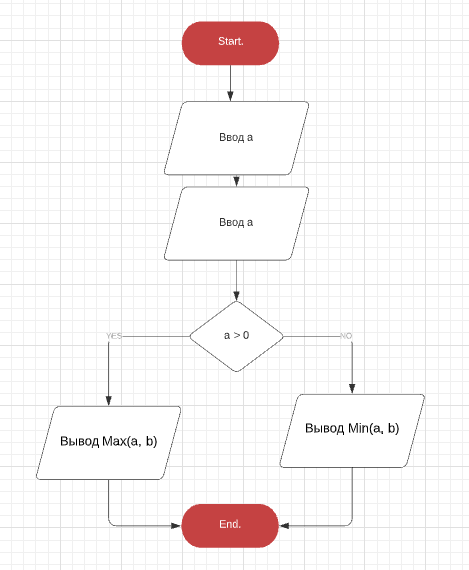 Start.
Ввод a
Ввод a
a > 0
YES
NO
Вывод Max(a, b)
Вывод Min(a, b)
End.